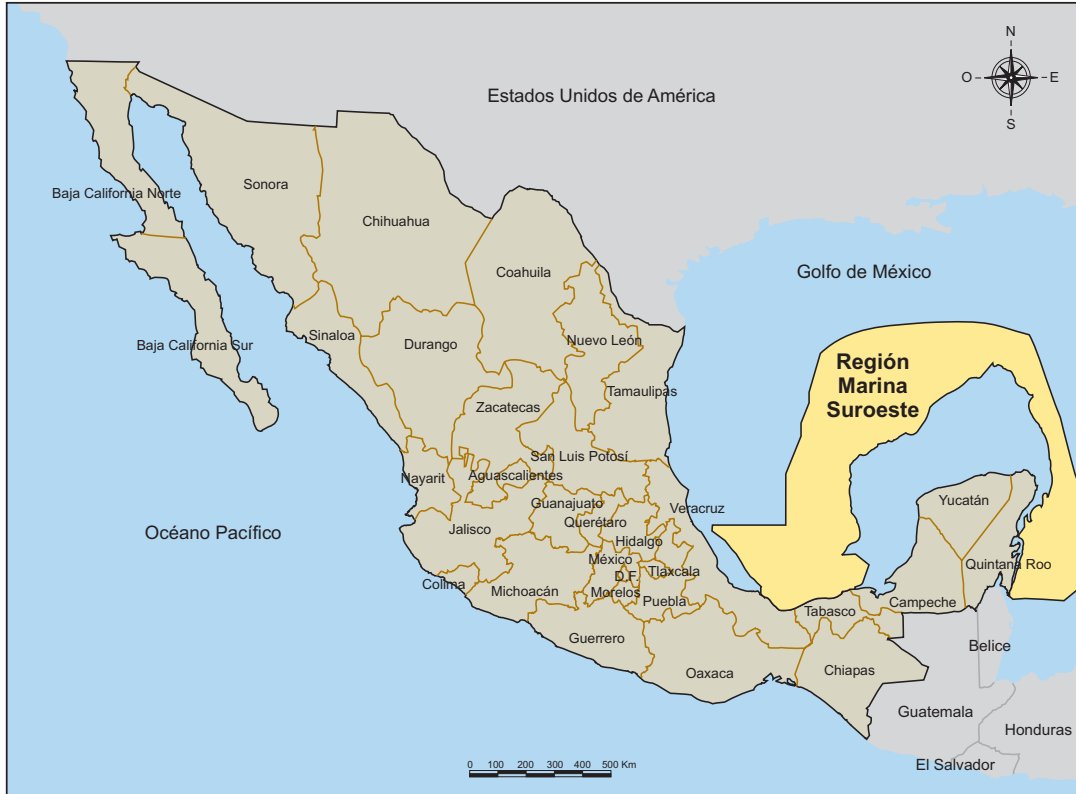 N
O
E
S
Estados Unidos de América
Baja California Norte
Sonora
Chihuahua
Coahuila
Golfo de México
Baja California Sur
Sinaloa
Durango
Nuevo León
Región
Marina
Suroeste
Tamaulipas
Zacatecas
San Luis Potosí
Nayarit
Aguascalientes
Guanajuato
Veracruz
Yucatán
Océano Pacífico
Jalisco
Querétaro
Hidalgo
México
Quintana Roo
Colima
Michoacán
D.F.
Tlaxcala
Morelos
Puebla
Tabasco
Campeche
Guerrero
Belice
Oaxaca
Chiapas
Guatemala
Honduras
El Salvador
0 100 200 300 400 500 Km